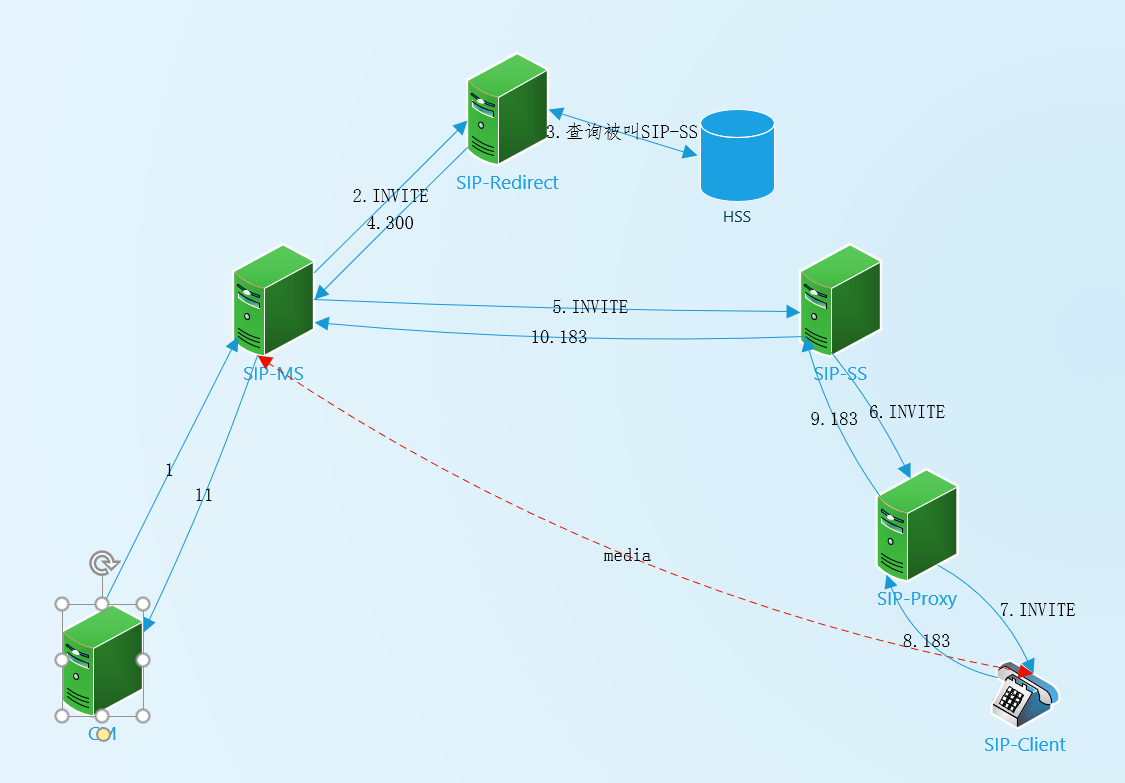 3.查询被叫SIP-SS
SIP-Redirect
2.INVITE
HSS
4.300
5.INVITE
10.183
SIP-MS
SIP-SS
6.INVITE
9.183
1
11
media
SIP-Proxy
7.INVITE
8.183
SIP-Client